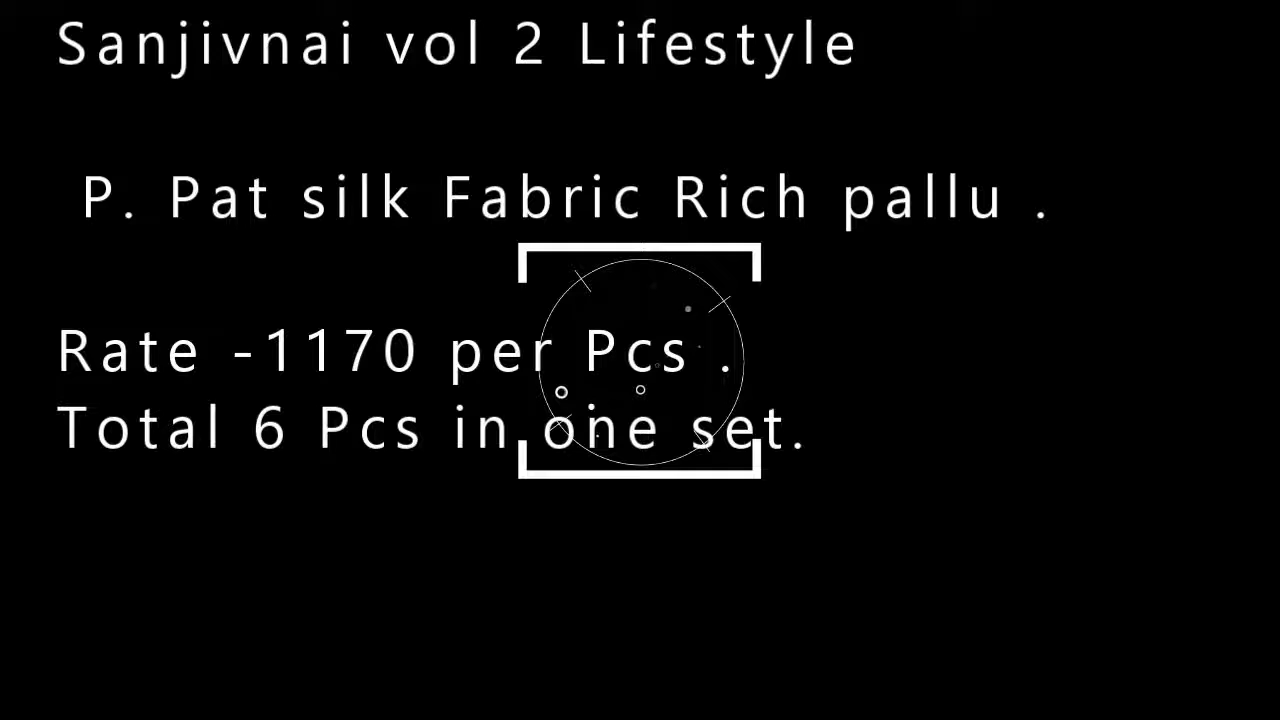 Sanjivnai vol 2 Lifestyle
P. Pat silk Fabric Rich pallu .
Rate -1170 per Pcs .
Total 6 Pcs in one set.